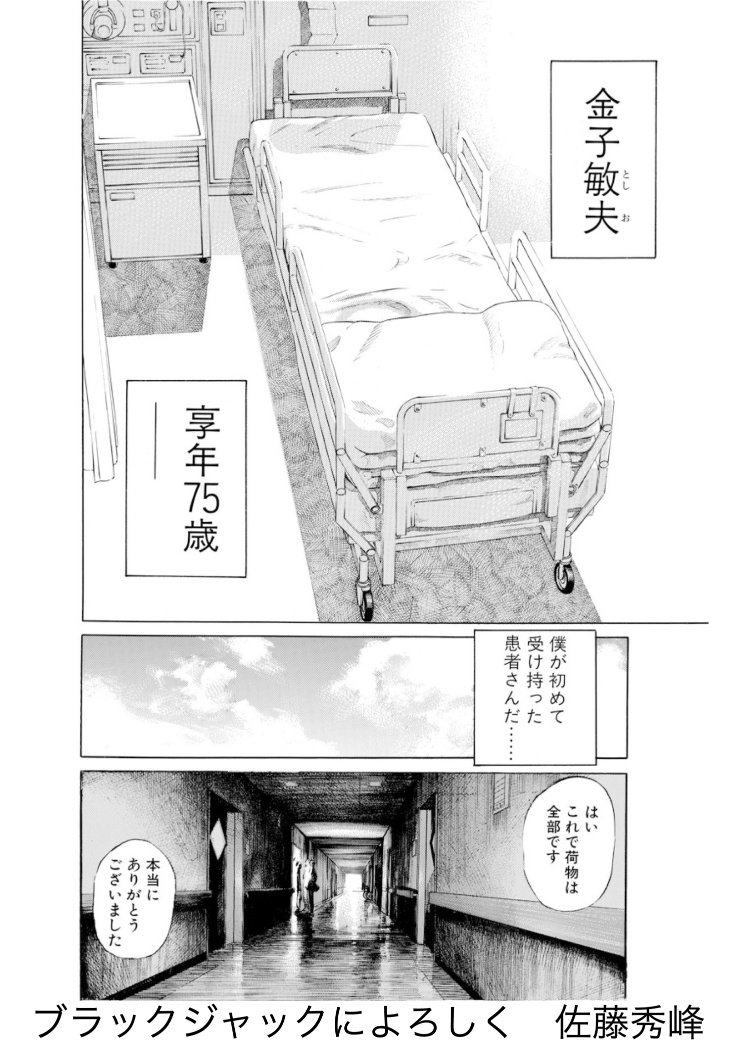 金子敏夫
とし お
享年75歳
──
僕が初めて
受け持った
患者さんだ……
はい
これで荷物は
全部です
本当に
ありがとう
ございました
ブラックジャックによろしく　佐藤秀峰